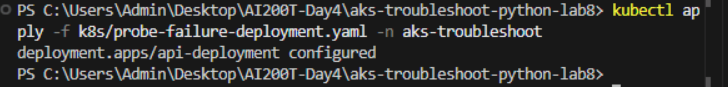 PS C:\Users\Admin\Desktop\AI200T-Day4\aks-troubleshoot-python-lab8> kubectl ap
ply -f k8s/probe-failure-deployment.yaml -n aks-troubleshoot
deployment.apps/api-deployment configured
PS C:\Users\Admin\Desktop\AI200T-Day4\aks-troubleshoot-python-lab8>